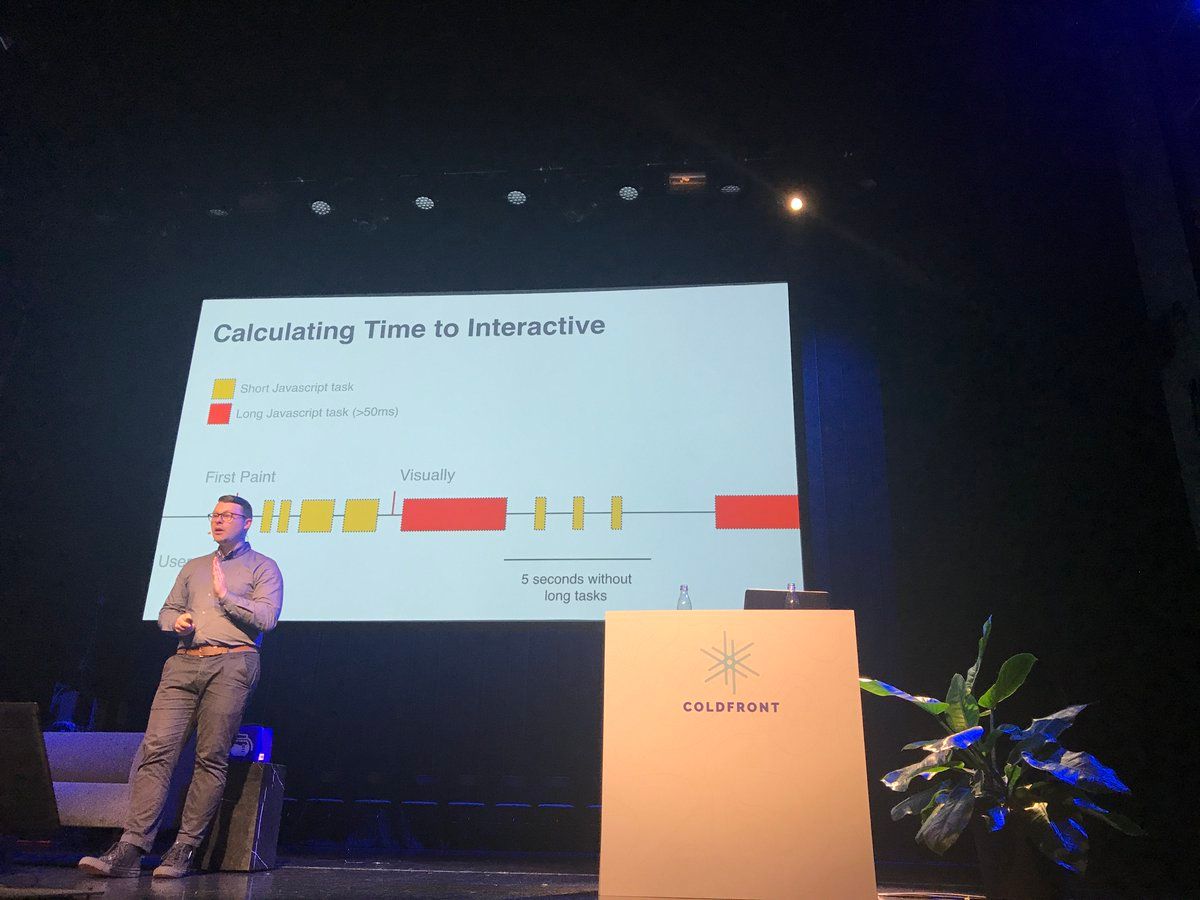 Calculating Time to Interactive
Short Javascript task
Long Javascript task (>50ms)
First Paint
Visually
User
5 seconds without
long tasks
COLDFRONT